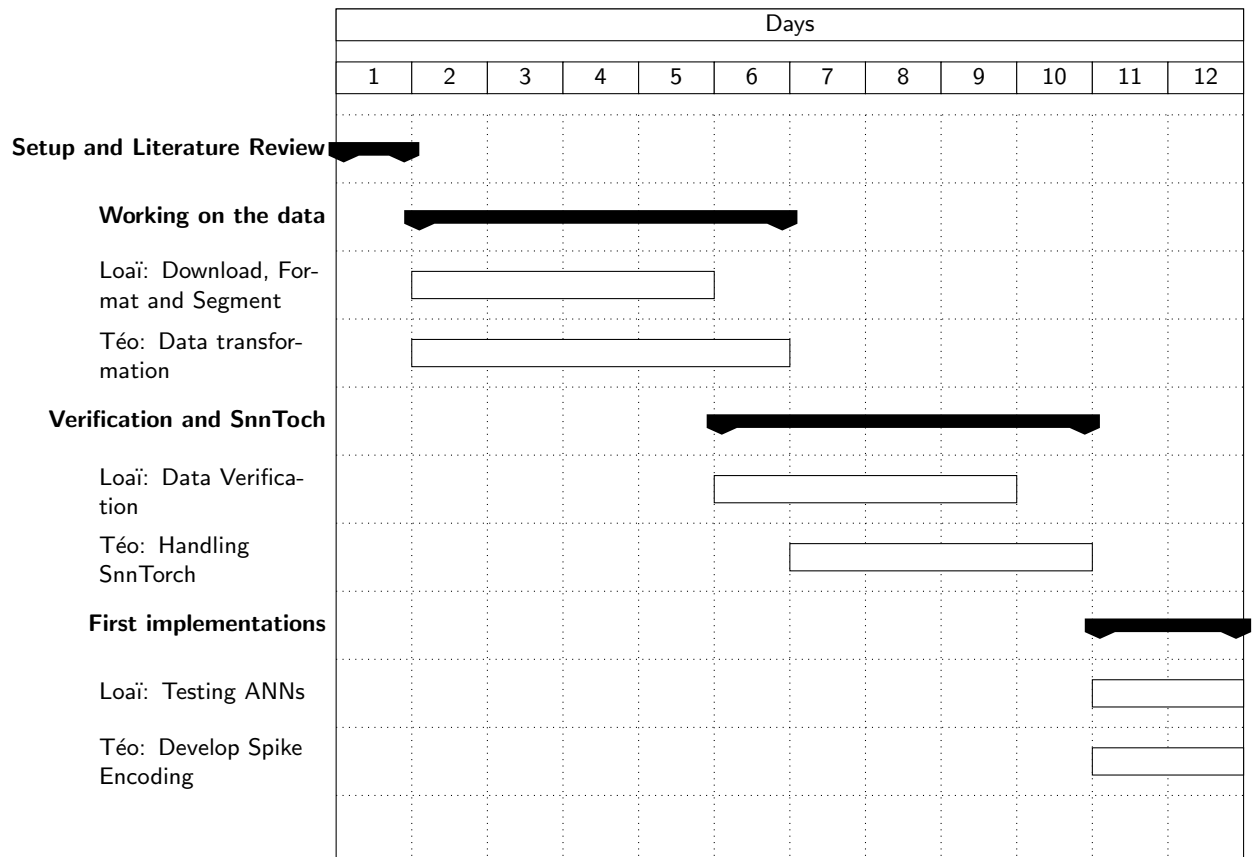 Days
1 2 3 4 5 6 7 8 9 10 11 12
Setup and Literature Review
Working on the data
Loaï: Download, For-
mat and Segment
Téo: Data transfor-
mation
Verification and SnnToch
Loaï: Data Verifica-
tion
Téo: Handling
SnnTorch
First implementations
Loaï: Testing ANNs
Téo: Develop Spike
Encoding